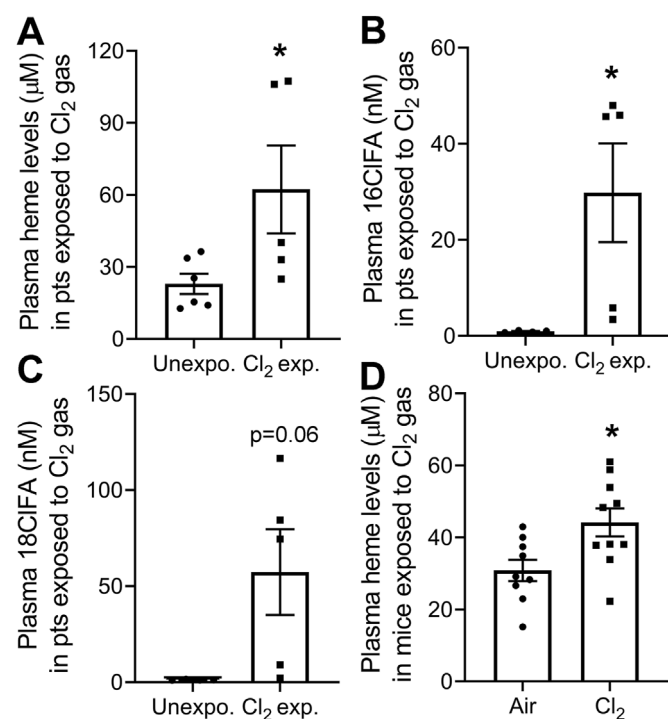 A
Plasma heme levels (μM)
in pts exposed to Cl₂ gas
120
90
60
30
0
*
Unexpo. Cl₂ exp.
B
Plasma 16ClFA (nM)
in pts exposed to Cl₂ gas
60
40
20
0
*
Unexpo. Cl₂ exp.
C
Plasma 18ClFA (nM)
in pts exposed to Cl₂ gas
150
100
50
0
p=0.06
Unexpo. Cl₂ exp.
D
Plasma heme levels (μM)
in mice exposed to Cl₂ gas
80
60
40
20
0
*
Air Cl₂